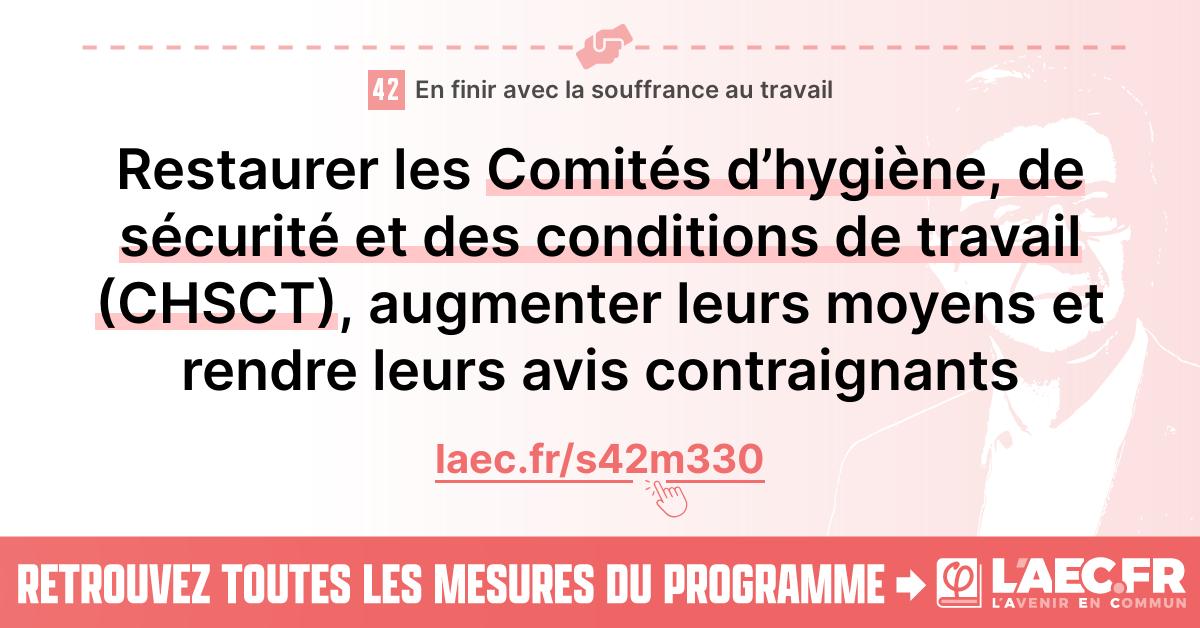 42 En finir avec la souffrance au travail
Restaurer les Comités d’hygiène, de
sécurité et des conditions de travail
(CHSCT), augmenter leurs moyens et
rendre leurs avis contraignants
laec.fr/s42m330
RETROUVEZ TOUTES LES MESURES DU PROGRAMME
L'AEC.FR
L'AVENIR EN COMMUN